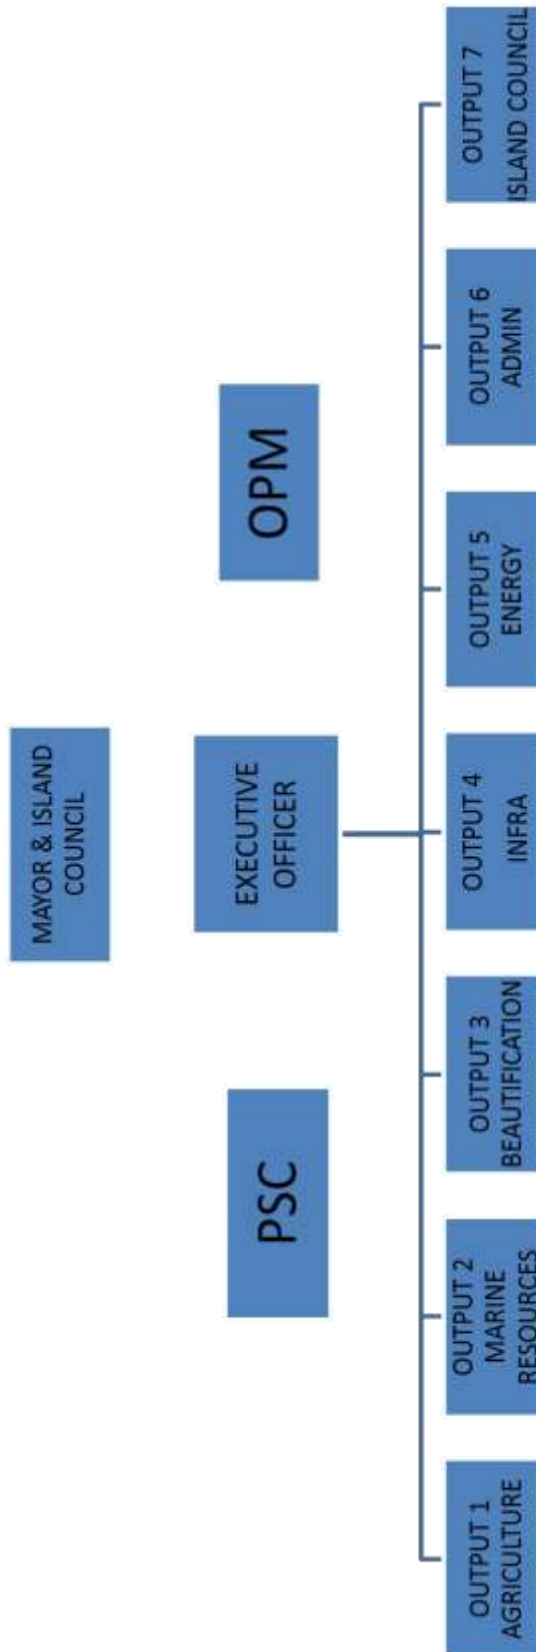 MAYOR & ISLAND
COUNCIL
PSC
EXECUTIVE
OFFICER
OPM
OUTPUT 1
AGRICULTURE
OUTPUT 2
MARINE
RESOURCES
OUTPUT 3
BEAUTIFICATION
OUTPUT 4
INFRA
OUTPUT 5
ENERGY
OUTPUT 6
ADMIN
OUTPUT 7
ISLAND COUNCIL